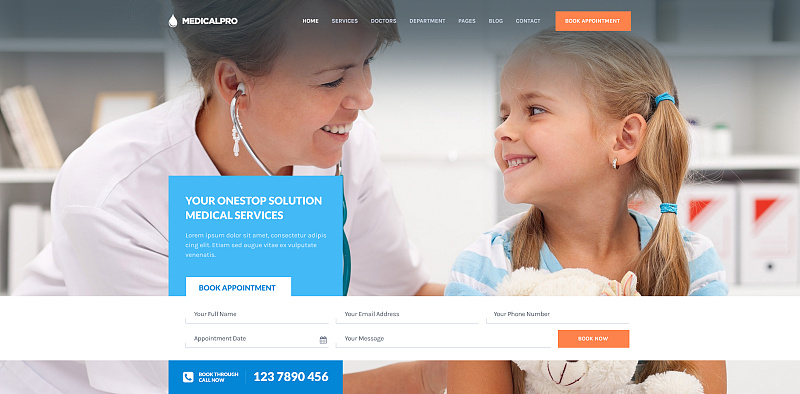 MEDICALPRO
HOME SERVICES DOCTORS DEPARTMENT PAGES BLOG CONTACT BOOK APPOINTMENT
YOUR ONESTOP SOLUTION
MEDICAL SERVICES
Lorem ipsum dolor sit amet, consectetur adipis
cing elit Etiam sed augue vitae ex vulputate
venenatis.
BOOK APPOINTMENT
Your Full Name Your Email Address Your Phone Number
Appointment Date Your Message BOOK NOW
BOOK THROUGH
CALL NOW
123 7890 456